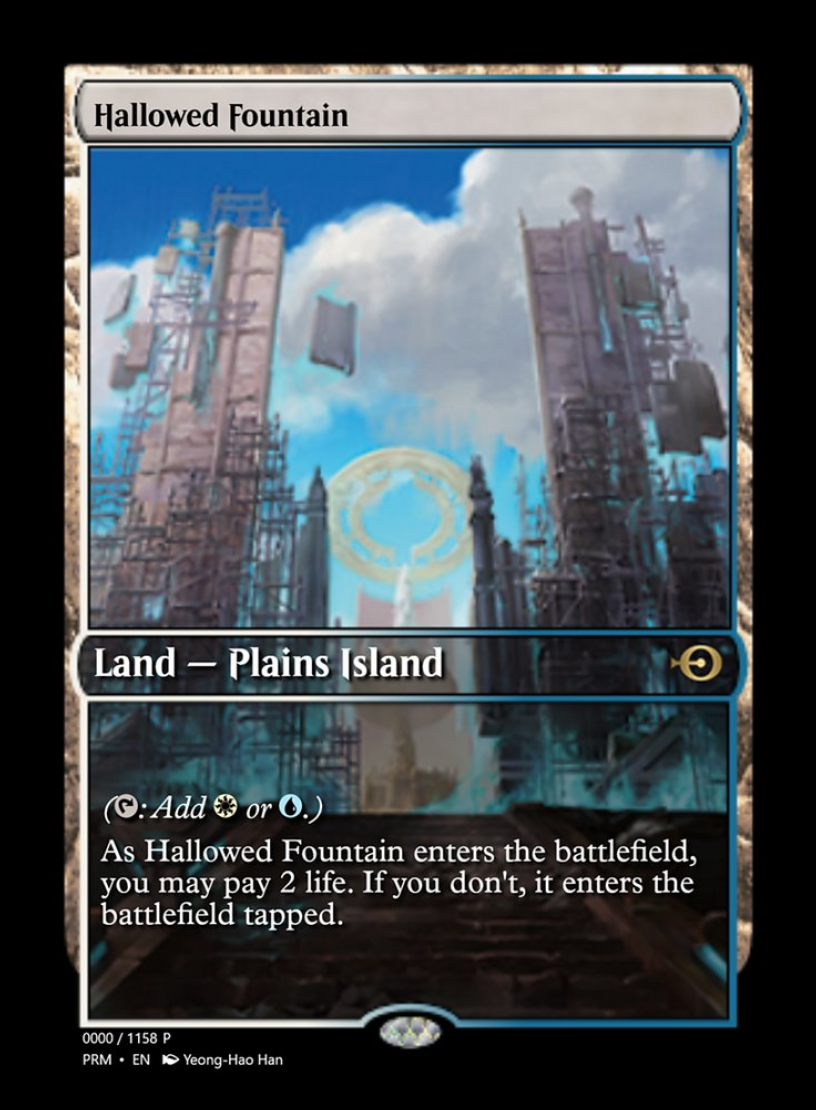 Hallowed Fountain
Land — Plains Island
(: Add or .)
As Hallowed Fountain enters the battlefield,
you may pay 2 life. If you don't, it enters the
battlefield tapped.
0000 / 1158 P
PRM • EN Yeong-Hao Han